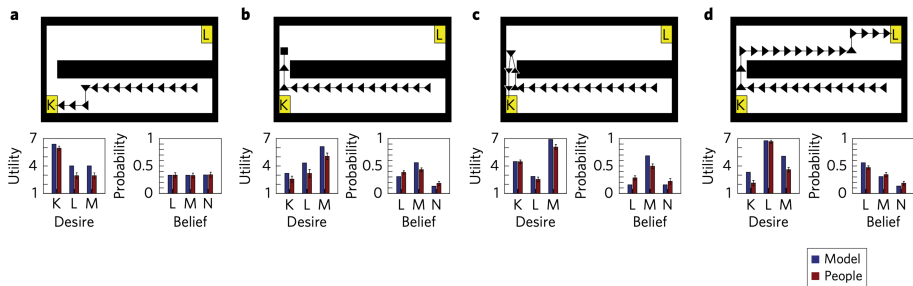 a
L
K
7
4
1
Utility
K L M
Desire
1
0.5
0
Probability
L M N
Belief
b
L
K
7
4
1
Utility
K L M
Desire
1
0.5
0
Probability
L M N
Belief
c
L
K
7
4
1
Utility
K L M
Desire
1
0.5
0
Probability
L M N
Belief
d
L
K
7
4
1
Utility
K L M
Desire
1
0.5
0
Probability
L M N
Belief
Model
People